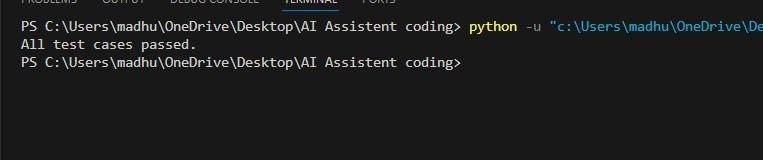 PROBLEMS OUTPUT DEBUG CONSOLE TERMINAL PORTS
PS C:\Users\madhu\OneDrive\Desktop\AI Assistent coding> python -u "c:\Users\madhu\OneDrive\De
All test cases passed.
PS C:\Users\madhu\OneDrive\Desktop\AI Assistent coding>